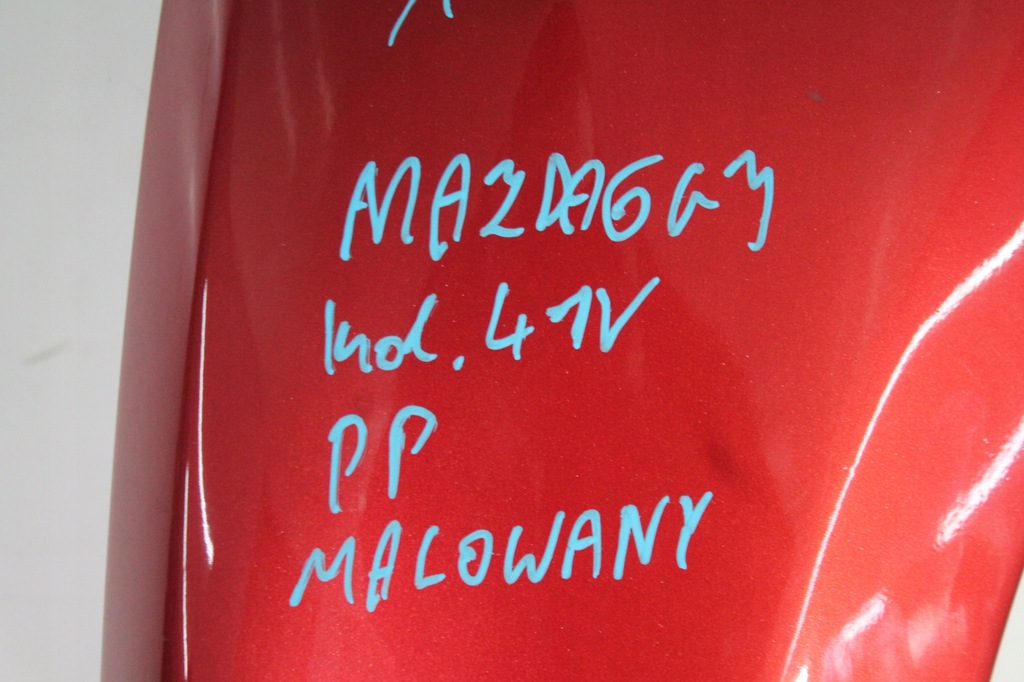 MAZDA6 GJ
kol. 41V
PP
MALOWANY